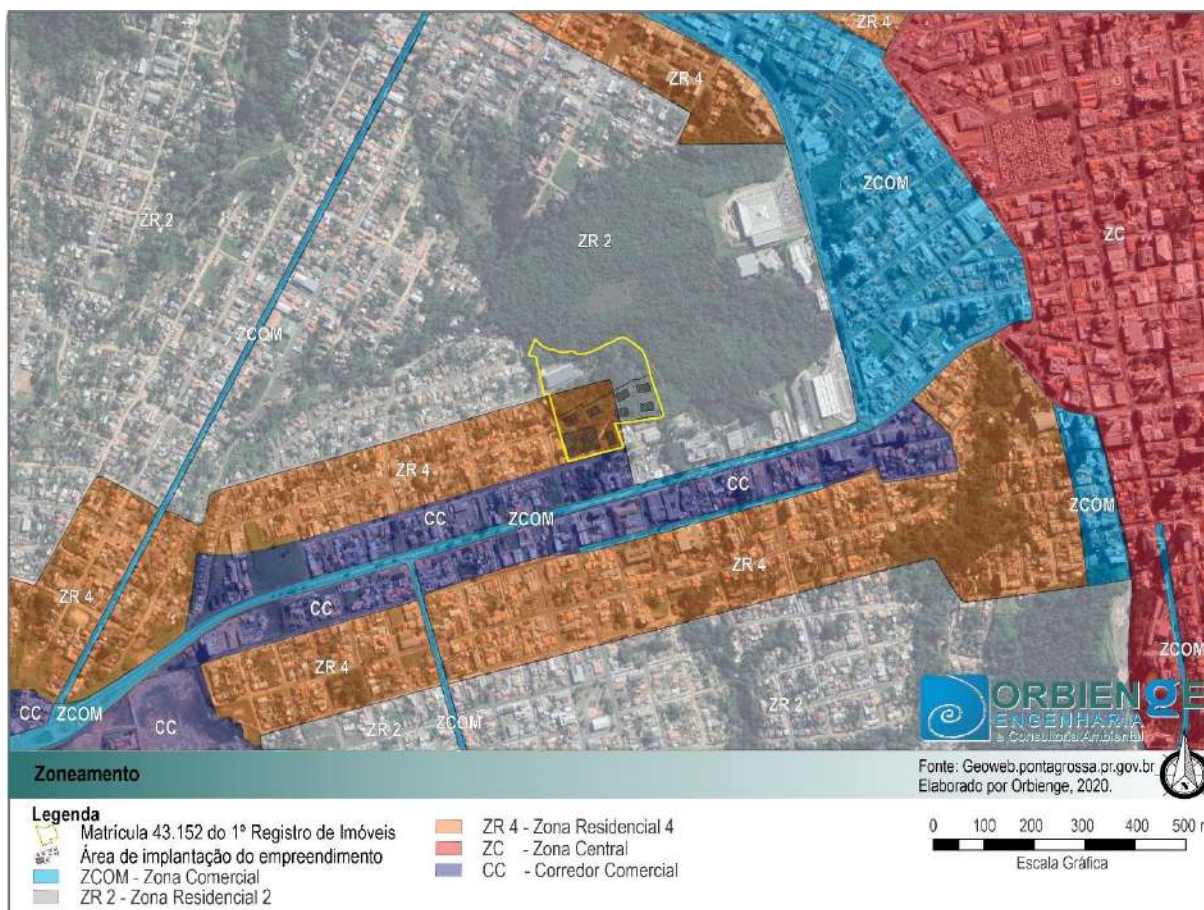 ZR 4
ZR 4
ZCOM
ZR 2
ZR 2
ZC
ZCOM
ZR 4
CC
ZCOM
CC
ZCOM
ZR 4
ZR 4
CC
ZR 4
ZCOM
CC
ZCOM
CC
ZR 2
ZCOM
ZR 2
ORBIENGE
ENGENHARIA
e Consultoria Ambiental
Zoneamento
Fonte: Geoweb.pontagrossa.pr.gov.br
Elaborado por Orbienge, 2020.
N
Legenda
Matrícula 43.152 do 1º Registro de Imóveis
Área de implantação do empreendimento
ZCOM - Zona Comercial
ZR 2 - Zona Residencial 2
ZR 4 - Zona Residencial 4
ZC - Zona Central
CC - Corredor Comercial
0 100 200 300 400 500 m
Escala Gráfica